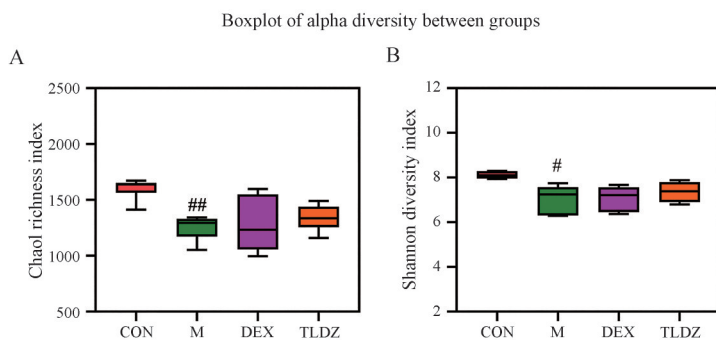 Boxplot of alpha diversity between groups
A
Chaol richness index
2500
2000
1500
1000
500
##
CON M DEX TLDZ
B
Shannon diversity index
12
10
8
6
4
2
#
CON M DEX TLDZ